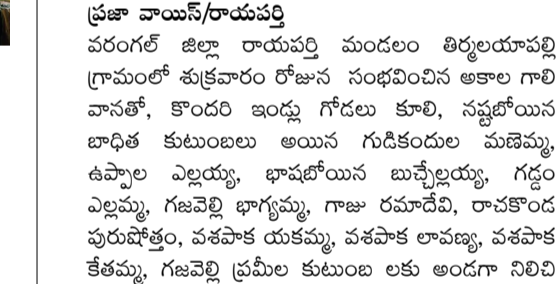 ప్రజా వాయిస్/రాయపర్తి
వరంగల్ జిల్లా రాయపర్తి మండలం తిర్మలయాపల్లి
గ్రామంలో శుక్రవారం రోజున సంభవించిన అకాల గాలి
వానతో, కొందరి ఇండ్లు గోడలు కూలి, నష్టబోయిన
బాధిత కుటుంబలు అయిన గుడికందుల మణెమ్మ,
ఉప్పాల ఎల్లయ్య, భాషబోయిన బుచ్చేల్లయ్య, గడ్డం
ఎల్లమ్మ, గజవెల్లి భాగ్యమ్మ, గాజు రమాదేవి, రాచకొండ
పురుషోత్తం, వశపాక యకమ్మ, వశపాక లావణ్య, వశపాక
కేతమ్మ, గజవెల్లి ప్రమీల కుటుంబ లకు అండగా నిలిచి